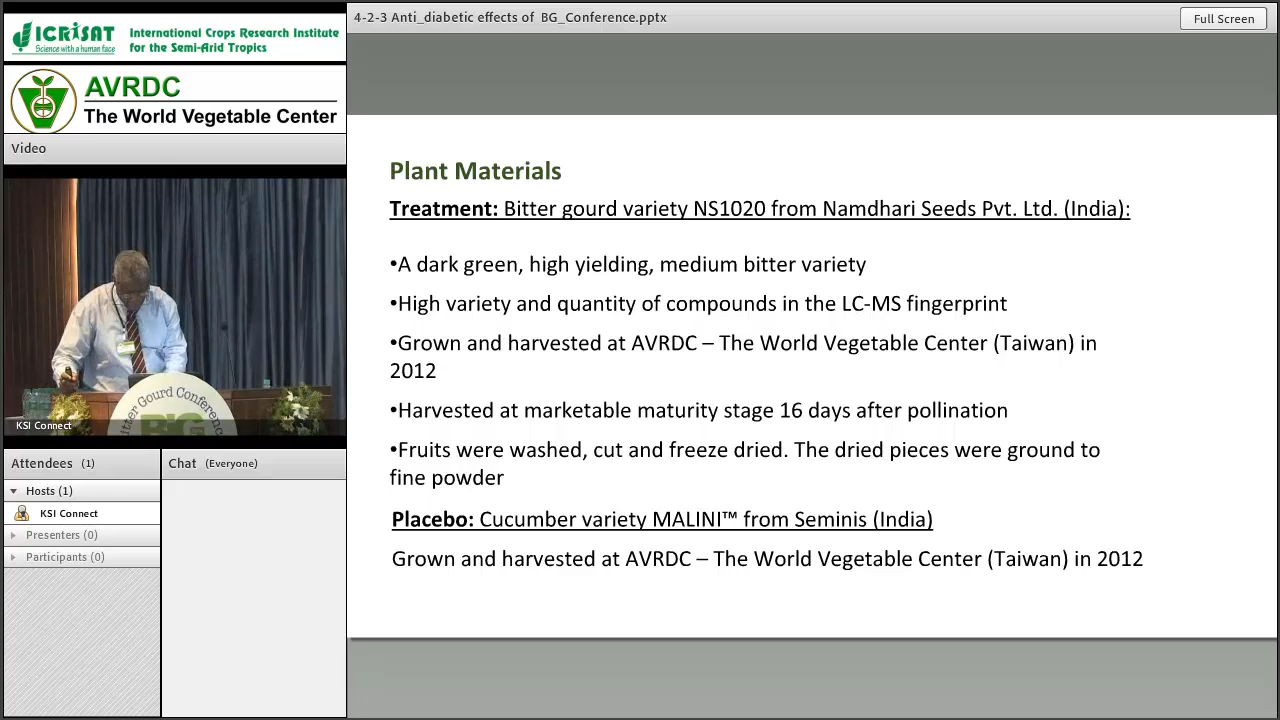 4-2-3 Anti_diabetic effects of BG_Conference.pptx
Full Screen
ICRISAT
Science with a human face
International Crops Research Institute
for the Semi-Arid Tropics
AVRDC
The World Vegetable Center
Video
KSI Connect
Attendees (1)
Hosts (1)
KSI Connect
Presenters (0)
Participants (0)
Chat (Everyone)
Plant Materials
Treatment: Bitter gourd variety NS1020 from Namdhari Seeds Pvt. Ltd. (India):
•A dark green, high yielding, medium bitter variety
•High variety and quantity of compounds in the LC-MS fingerprint
•Grown and harvested at AVRDC – The World Vegetable Center (Taiwan) in
2012
•Harvested at marketable maturity stage 16 days after pollination
•Fruits were washed, cut and freeze dried. The dried pieces were ground to
fine powder
Placebo: Cucumber variety MALINI™ from Seminis (India)
Grown and harvested at AVRDC – The World Vegetable Center (Taiwan) in 2012